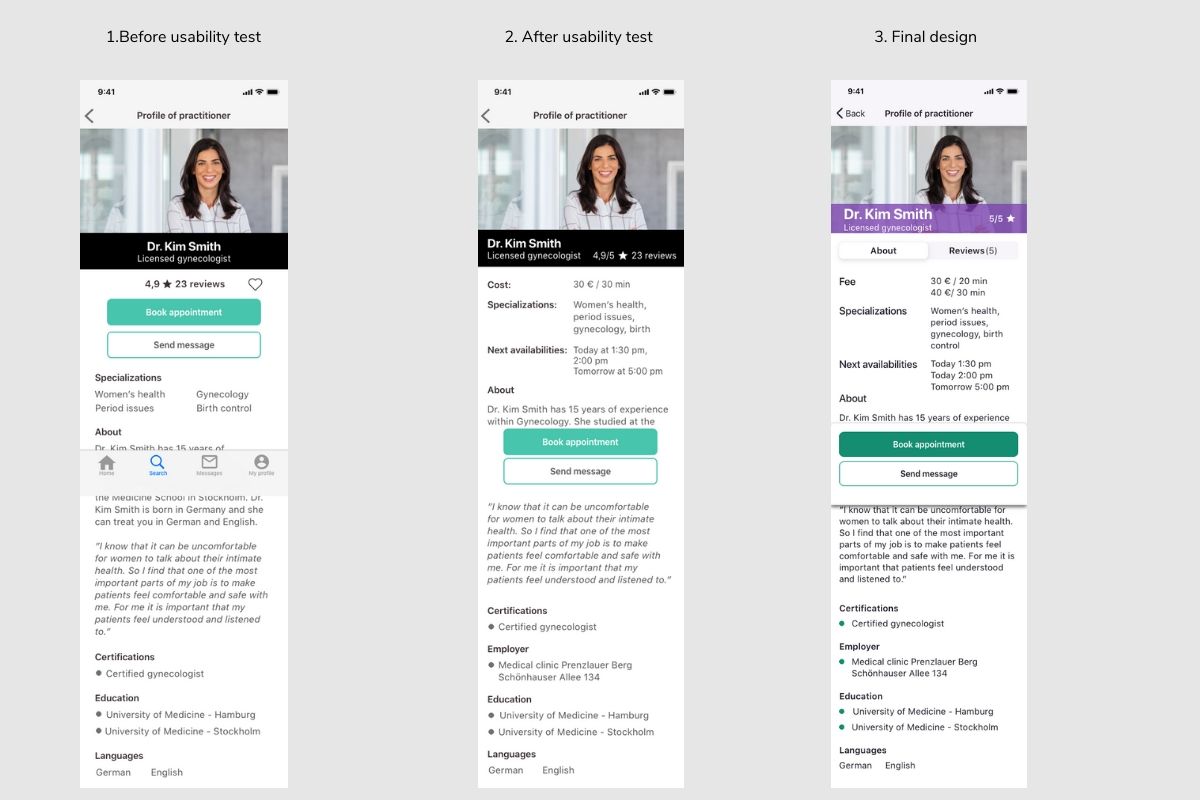 1.Before usability test
9:41
Profile of practitioner
Dr. Kim Smith
Licensed gynecologist
4,9 ★ 23 reviews
Book appointment
Send message
Specializations
Women's health Gynecology
Period issues Birth control
About
Dr. Kim Smith has 15 years of
Home Search Messages My profile
the Medicine School in Stockholm. Dr.
Kim Smith is born in Germany and she
can treat you in German and English.
"I know that it can be uncomfortable
for women to talk about their intimate
health. So I find that one of the most
important parts of my job is to make
patients feel comfortable and safe with
me. For me it is important that my
patients feel understood and listened
to."
Certifications
● Certified gynecologist
Education
● University of Medicine - Hamburg
● University of Medicine - Stockholm
Languages
German English
2. After usability test
9:41
Profile of practitioner
Dr. Kim Smith
Licensed gynecologist 4,9/5 ★ 23 reviews
Cost: 30 € / 30 min
Specializations: Women's health,
period issues,
gynecology, birth
Next availabilities: Today at 1:30 pm,
2:00 pm
Tomorrow at 5:00 pm
About
Dr. Kim Smith has 15 years of experience
within Gynecology. She studied at the
Book appointment
Send message
"I know that it can be uncomfortable
for women to talk about their intimate
health. So I find that one of the most
important parts of my job is to make
patients feel comfortable and safe with
me. For me it is important that my
patients feel understood and listened to."
Certifications
● Certified gynecologist
Employer
● Medical clinic Prenzlauer Berg
Schönhauser Allee 134
Education
● University of Medicine - Hamburg
● University of Medicine - Stockholm
Languages
German English
3. Final design
9:41
Back Profile of practitioner
Dr. Kim Smith
Licensed gynecologist 5/5 ★
About Reviews (5)
Fee 30 € / 20 min
40 €/ 30 min
Specializations Women's health,
period issues,
gynecology, birth
control
Next availabilities Today 1:30 pm
Today 2:00 pm
Tomorrow 5:00 pm
About
Dr. Kim Smith has 15 years of experience
Book appointment
Send message
"I know that it can be uncomfortable for
women to talk about their intimate health.
So I find that one of the most important
parts of my job is to make patients feel
comfortable and safe with me. For me it is
important that patients feel understood
and listened to."
Certifications
● Certified gynecologist
Employer
● Medical clinic Prenzlauer Berg
Schönhauser Allee 134
Education
● University of Medicine - Hamburg
● University of Medicine - Stockholm
Languages
German English